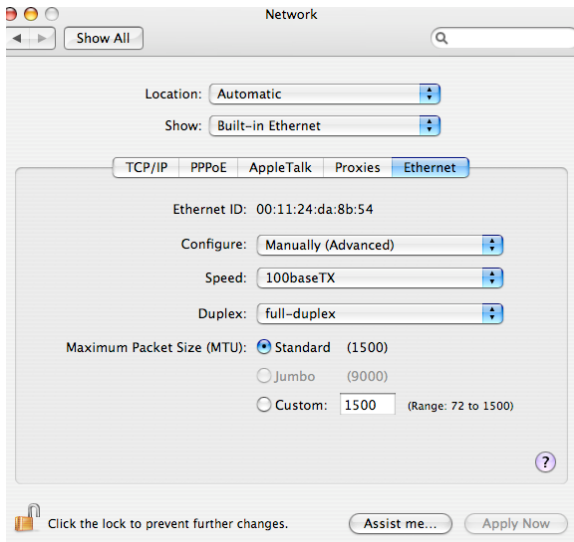 Network
Show All
Location: Automatic
Show: Built-in Ethernet
TCP/IP PPPoE AppleTalk Proxies Ethernet
Ethernet ID: 00:11:24:da:8b:54
Configure: Manually (Advanced)
Speed: 100baseTX
Duplex: full-duplex
Maximum Packet Size (MTU): Standard (1500)
Jumbo (9000)
Custom: 1500 (Range: 72 to 1500)
?
Click the lock to prevent further changes. Assist me... Apply Now